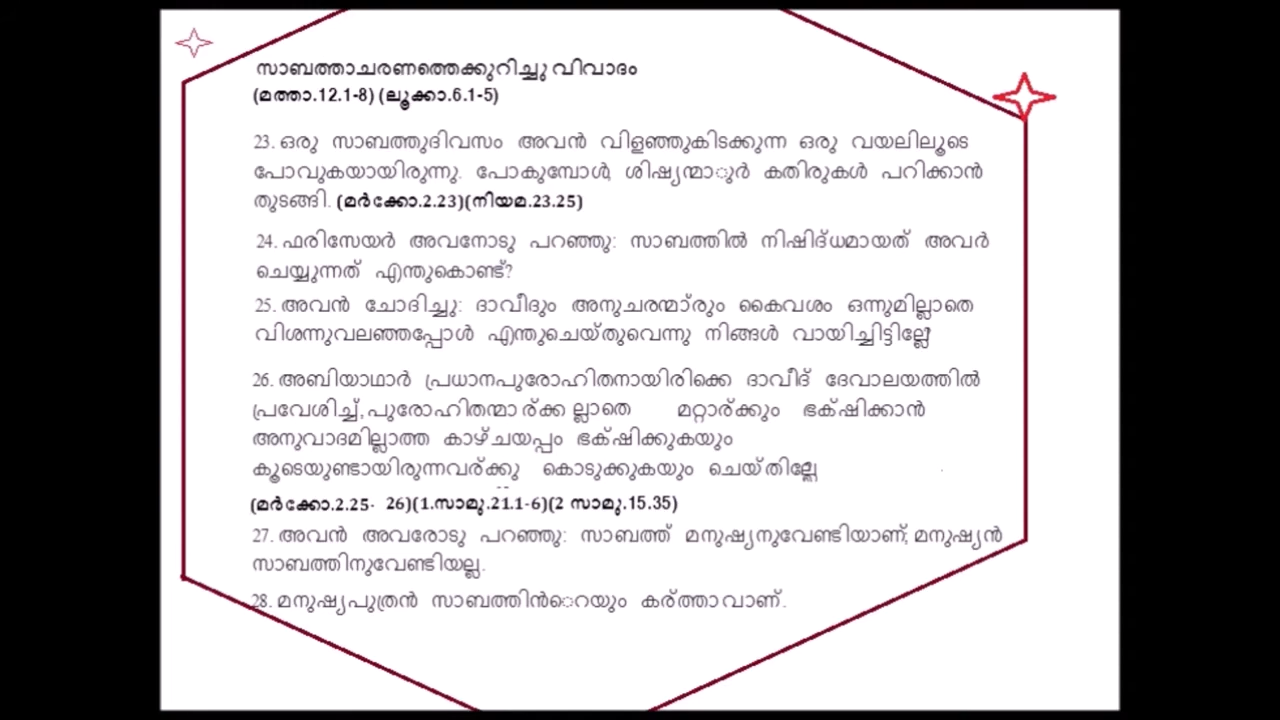 സാബത്താചരണത്തെക്കുറിച്ചു വിവാദം
(മത്താ.12.1-8) (ലൂക്കാ.6.1-5)
23. ഒരു സാബത്തുദിവസം അവൻ വിളഞ്ഞുകിടക്കുന്ന ഒരു വയലിലൂടെ
പോവുകയായിരുന്നു. പോകുമ്പോൾ, ശിഷ്യന്മാുർ കതിരുകൾ പറിക്കാൻ
തുടങ്ങി. (മർക്കോ.2.23)(നിയമ.23.25)
24. ഫരിസേയർ അവനോടു പറഞ്ഞു: സാബത്തിൽ നിഷിദ്ധമായത് അവർ
ചെയ്യുന്നത് എന്തുകൊണ്ട്?
25. അവൻ ചോദിച്ചു: ദാവീദും അനുചരന്മാ്രും കൈവശം ഒന്നുമില്ലാതെ
വിശന്നുവലഞ്ഞപ്പോൾ എന്തുചെയ്തുവെന്നു നിങ്ങൾ വായിച്ചിട്ടില്ലേ?
26. അബിയാഥാർ പ്രധാനപുരോഹിതനായിരിക്കെ ദാവീദ് ദേവാലയത്തിൽ
പ്രവേശിച്ച്, പുരോഹിതന്മാര്ക്ക ല്ലാതെ മറ്റാര്ക്കും ഭക്ഷിക്കാൻ
അനുവാദമില്ലാത്ത കാഴ്ചയപ്പം ഭക്ഷിക്കുകയും
കൂടെയുണ്ടായിരുന്നവര്ക്കു കൊടുക്കുകയും ചെയ്തില്ലേ?
(മർക്കോ.2.25- 26)(1.സാമു.21.1-6)(2 സാമു.15.35)
27. അവൻ അവരോടു പറഞ്ഞു: സാബത്ത് മനുഷ്യനുവേണ്ടിയാണ്; മനുഷ്യൻ
സാബത്തിനുവേണ്ടിയല്ല.
28. മനുഷ്യപുത്രൻ സാബത്തിൻെറയും കര്ത്താവാണ്.